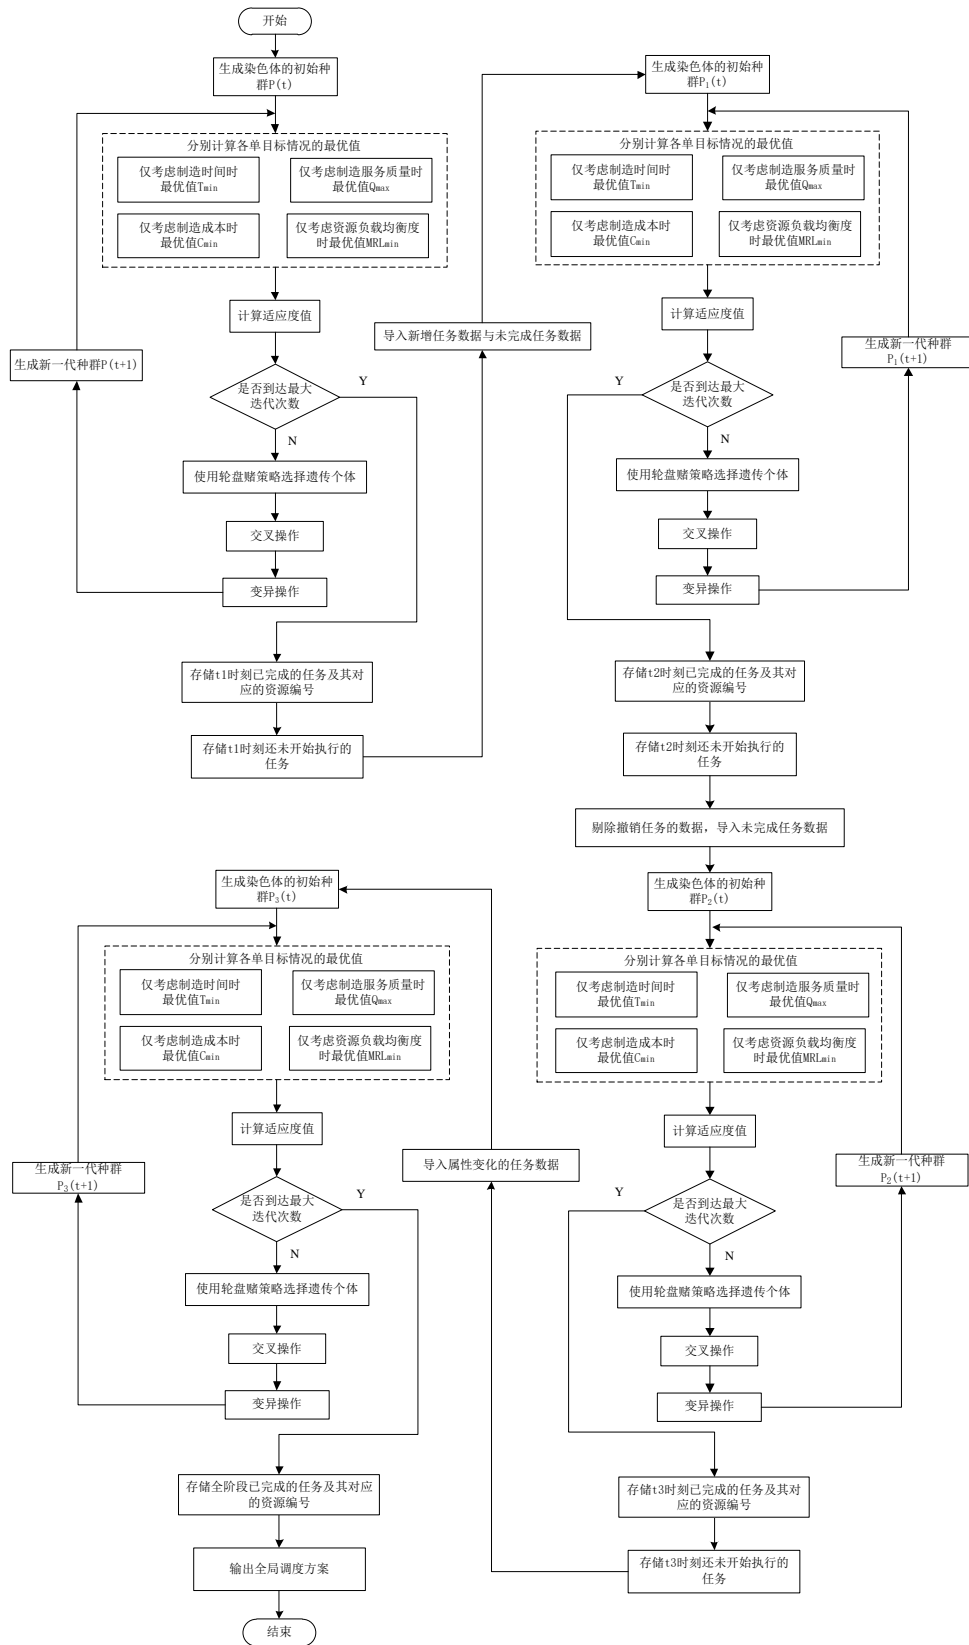 开始
生成染色体的初始种
群P(t)
分别计算各单目标情况的最优值
仅考虑制造时间时
最优值Tmin
仅考虑制造服务质量时
最优值Qmax
仅考虑制造成本时
最优值Cmin
仅考虑资源负载均衡度
时最优值MRLmin
计算适应度值
生成新一代种群P(t+1)
是否到达最大
迭代次数
Y
N
使用轮盘赌策略选择遗传个体
交叉操作
变异操作
存储t1时刻已完成的任务及其对
应的资源编号
存储t1时刻还未开始执行的
任务
导入新增任务数据与未完成任务数据
生成染色体的初始种
群P₁(t)
分别计算各单目标情况的最优值
仅考虑制造时间时
最优值Tmin
仅考虑制造服务质量时
最优值Qmax
仅考虑制造成本时
最优值Cmin
仅考虑资源负载均衡度
时最优值MRLmin
计算适应度值
生成新一代种群
P₁(t+1)
是否到达最大
迭代次数
Y
N
使用轮盘赌策略选择遗传个体
交叉操作
变异操作
存储t2时刻已完成的任务及其对
应的资源编号
存储t2时刻还未开始执行的
任务
剔除撤销任务的数据，导入未完成任务数据
生成染色体的初始种
群P₂(t)
分别计算各单目标情况的最优值
仅考虑制造时间时
最优值Tmin
仅考虑制造服务质量时
最优值Qmax
仅考虑制造成本时
最优值Cmin
仅考虑资源负载均衡度
时最优值MRLmin
计算适应度值
生成新一代种群
P₂(t+1)
是否到达最大
迭代次数
Y
N
使用轮盘赌策略选择遗传个体
交叉操作
变异操作
存储t3时刻已完成的任务及其对
应的资源编号
存储t3时刻还未开始执行的
任务
导入属性变化的任务数据
生成染色体的初始种
群P₃(t)
分别计算各单目标情况的最优值
仅考虑制造时间时
最优值Tmin
仅考虑制造服务质量时
最优值Qmax
仅考虑制造成本时
最优值Cmin
仅考虑资源负载均衡度
时最优值MRLmin
计算适应度值
生成新一代种群
P₃(t+1)
是否到达最大
迭代次数
Y
N
使用轮盘赌策略选择遗传个体
交叉操作
变异操作
存储全阶段已完成的任务及其对应
的资源编号
输出全局调度方案
结束